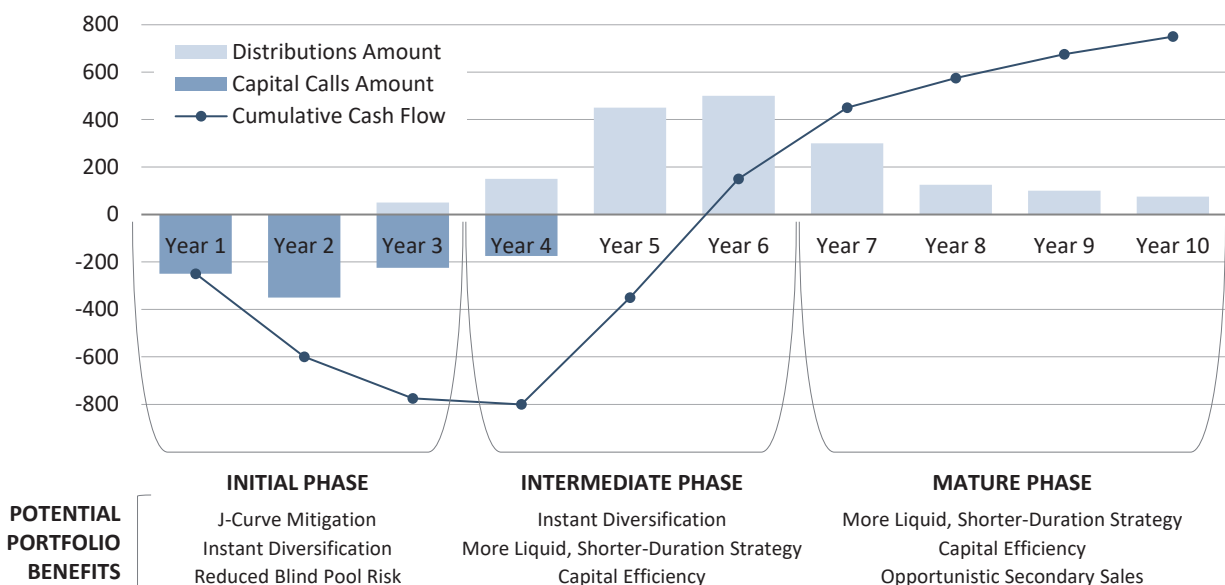 800
600
400
200
0
-200
-400
-600
-800
Distributions Amount
Capital Calls Amount
Cumulative Cash Flow
Year 1 Year 2 Year 3 Year 4 Year 5 Year 6 Year 7 Year 8 Year 9 Year 10
INITIAL PHASE INTERMEDIATE PHASE MATURE PHASE
POTENTIAL
PORTFOLIO
BENEFITS
J-Curve Mitigation
Instant Diversification
Reduced Blind Pool Risk
Instant Diversification
More Liquid, Shorter-Duration Strategy
Capital Efficiency
More Liquid, Shorter-Duration Strategy
Capital Efficiency
Opportunistic Secondary Sales